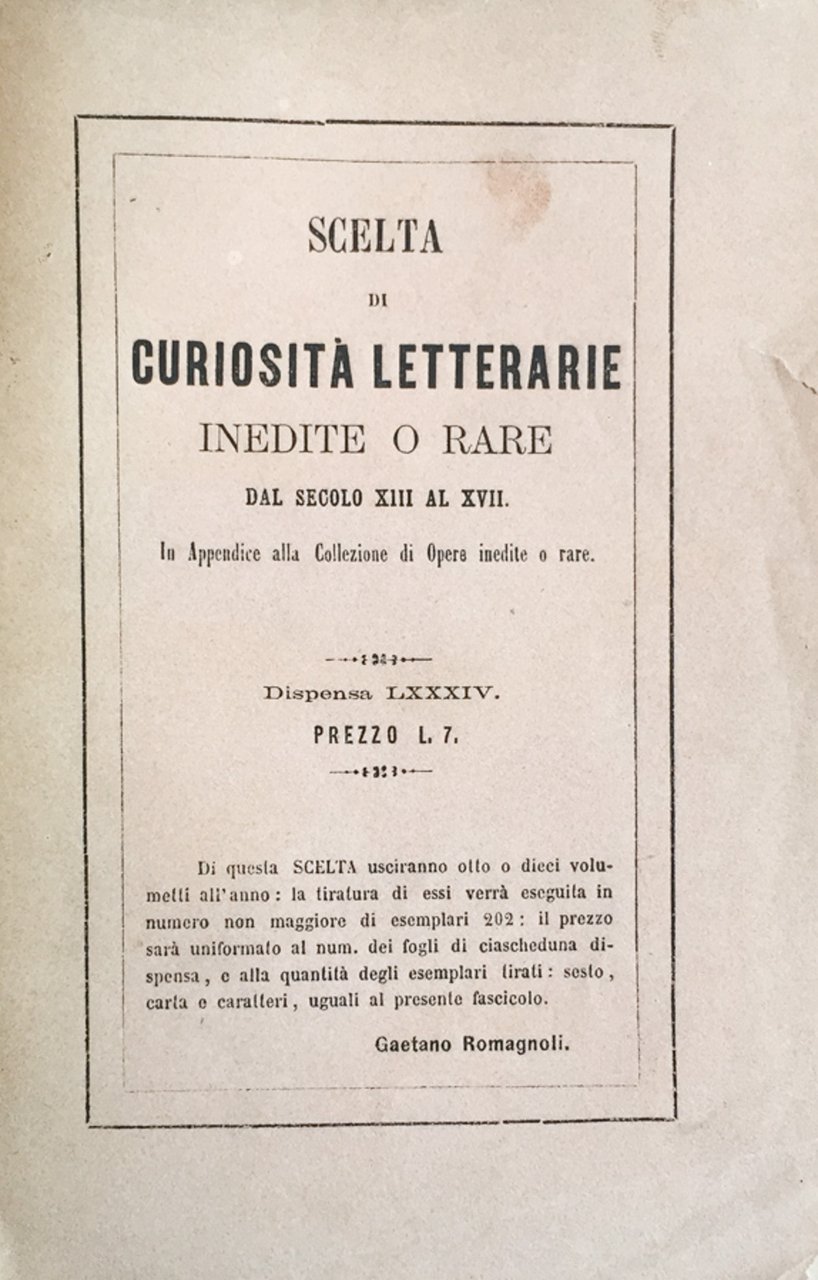 SCELTA
DI
CURIOSITÀ LETTERARIE
INEDITE O RARE
DAL SECOLO XIII AL XVII.
In Appendice alla Collezione di Opere inedite o rare.
Dispensa LXXXIV.
PREZZO L. 7.
Di questa SCELTA usciranno otto o dieci volu-
metti all'anno: la tiratura di essi verrà eseguita in
numero non maggiore di esemplari 202: il prezzo
sarà uniformato al num. dei fogli di ciascheduna di-
spensa, e alla quantità degli esemplari tirati: sesto,
carta e caratteri, uguali al presente fascicolo.
Gaetano Romagnoli.